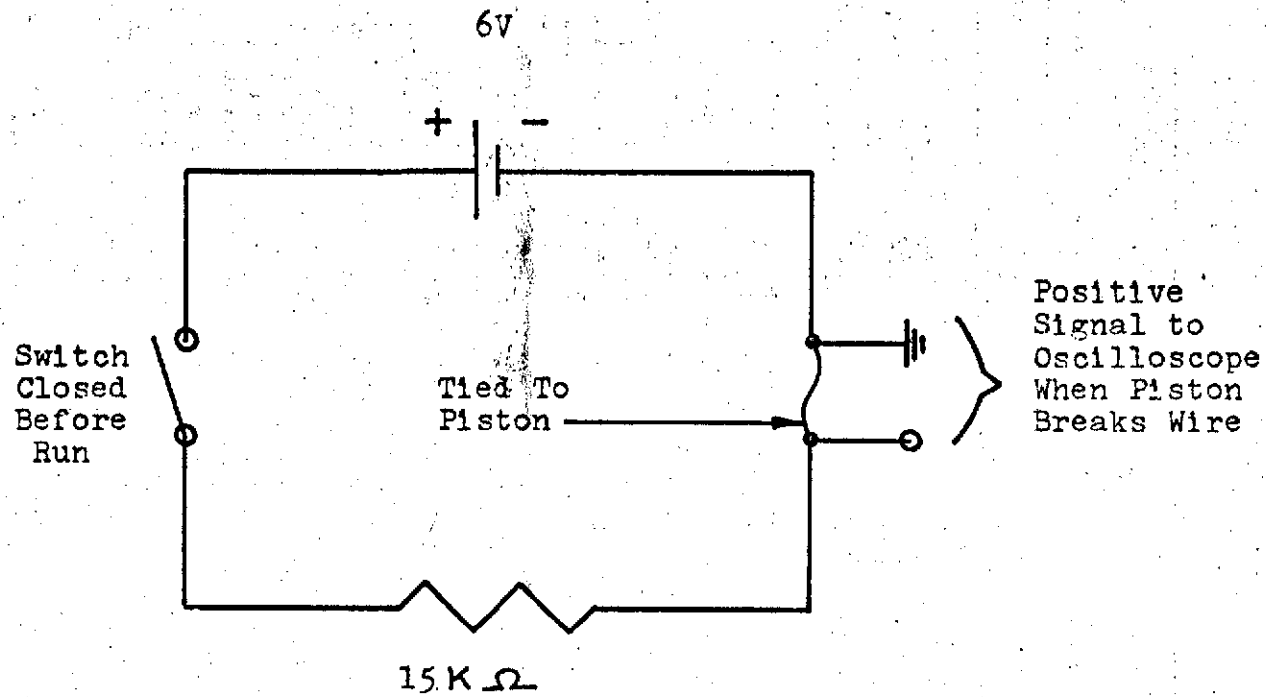 6V
+ -
Switch
Closed
Before
Run
Tied To
Piston
Positive
Signal to
Oscilloscope
When Piston
Breaks Wire
15 K Ω